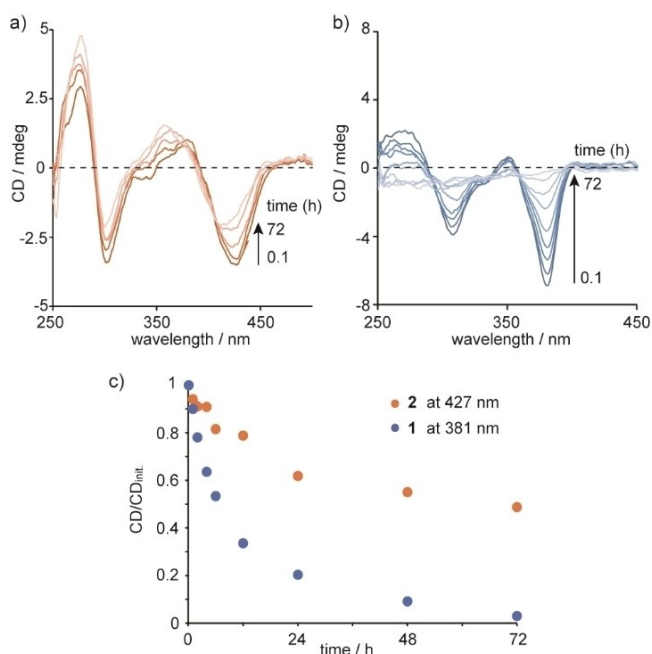 a)
CD / mdeg
5
2.5
0
-2.5
-5
time (h)
72
0.1
250 350 450
wavelength / nm
b)
CD / mdeg
8
4
0
-4
-8
time (h)
72
0.1
250 350 450
wavelength / nm
c)
CD/CDinit.
1
0.8
0.6
0.4
0.2
0
2 at 427 nm
1 at 381 nm
0 24 48 72
time / h